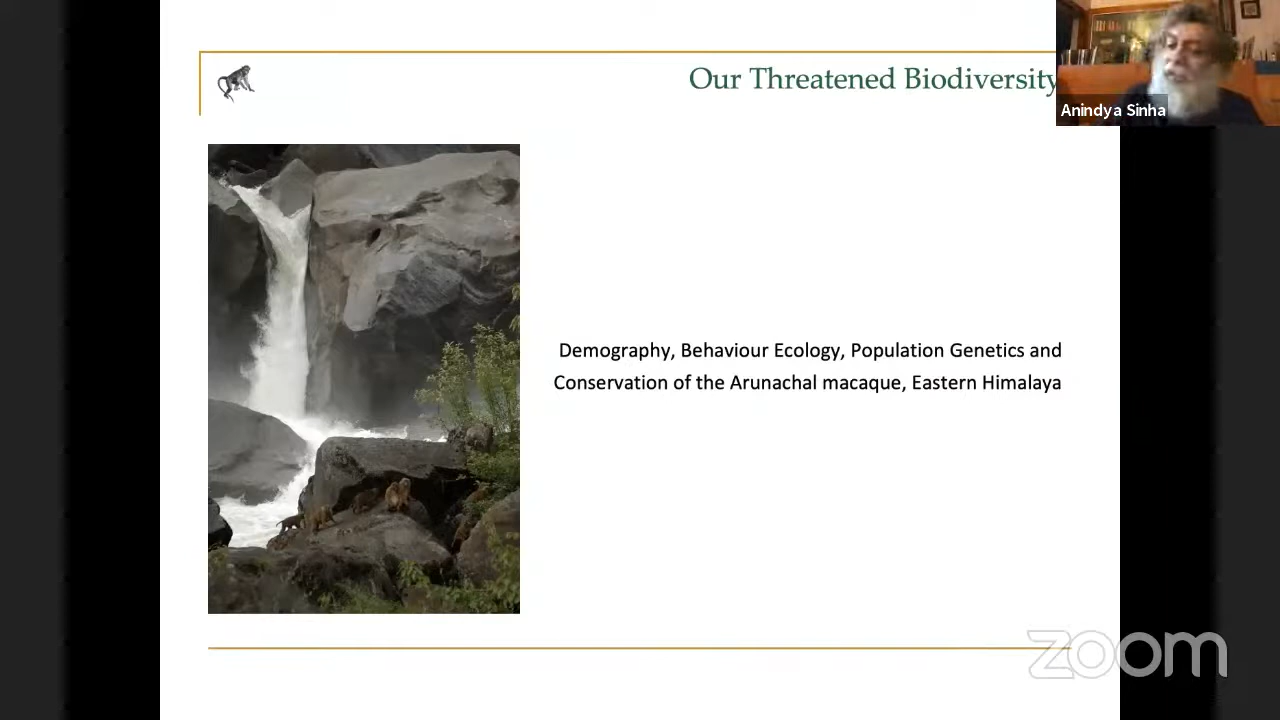 Our Threatened Biodiversity
Anindya Sinha
Demography, Behaviour Ecology, Population Genetics and
Conservation of the Arunachal macaque, Eastern Himalaya
zoom